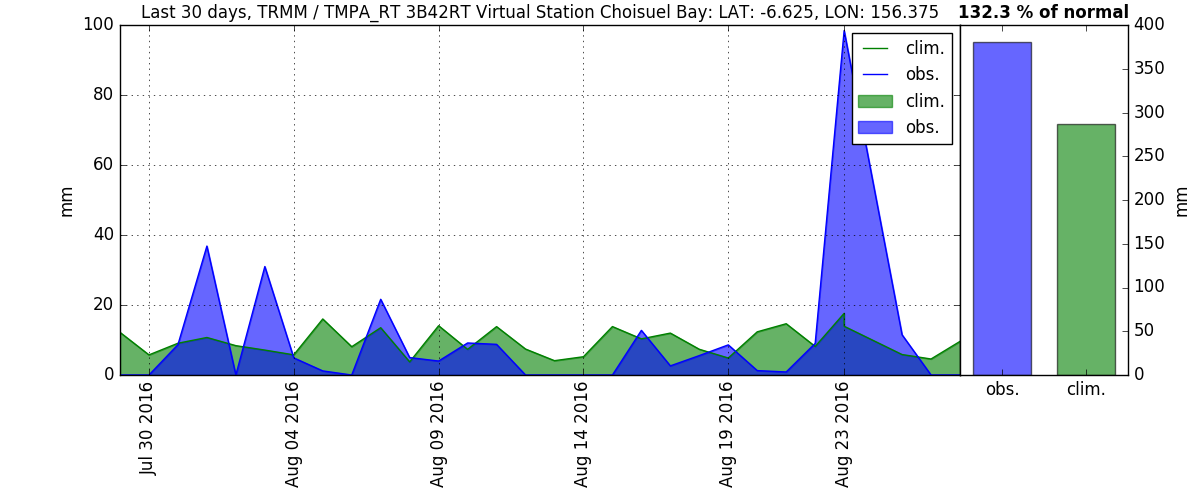 Last 30 days, TRMM / TMPA_RT 3B42RT Virtual Station Choisuel Bay: LAT: -6.625, LON: 156.375
132.3 % of normal
100
80
60
40
20
0
mm
clim.
obs.
clim.
obs.
Jul 30 2016
Aug 04 2016
Aug 09 2016
Aug 14 2016
Aug 19 2016
Aug 23 2016
400
350
300
250
200
150
100
50
0
mm
obs.
clim.